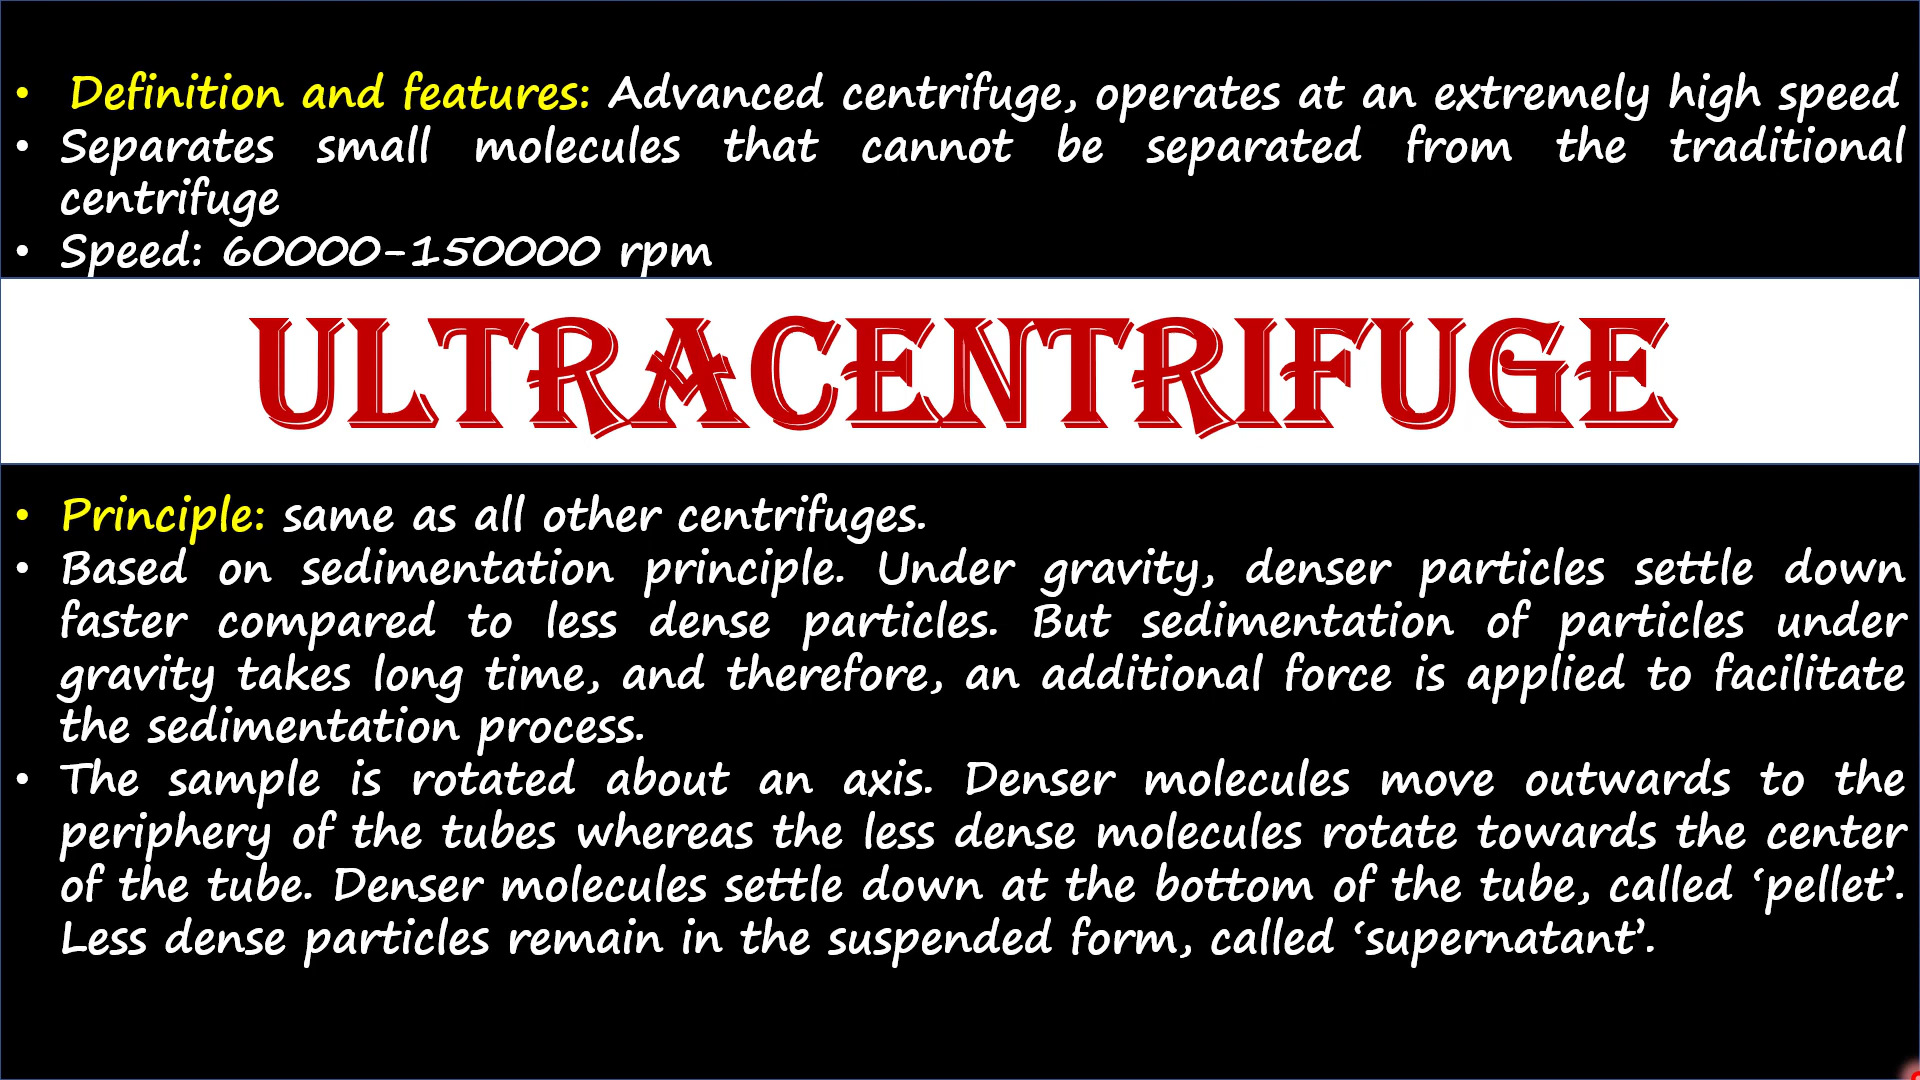 • Definition and features: Advanced centrifuge, operates at an extremely high speed
• Separates small molecules that cannot be separated from the traditional
centrifuge
• Speed: 60000-150000 rpm
ULTRACENTRIFUGE
• Principle: same as all other centrifuges.
• Based on sedimentation principle. Under gravity, denser particles settle down
faster compared to less dense particles. But sedimentation of particles under
gravity takes long time, and therefore, an additional force is applied to facilitate
the sedimentation process.
• The sample is rotated about an axis. Denser molecules move outwards to the
periphery of the tubes whereas the less dense molecules rotate towards the center
of the tube. Denser molecules settle down at the bottom of the tube, called ‘pellet’.
Less dense particles remain in the suspended form, called ‘supernatant’.